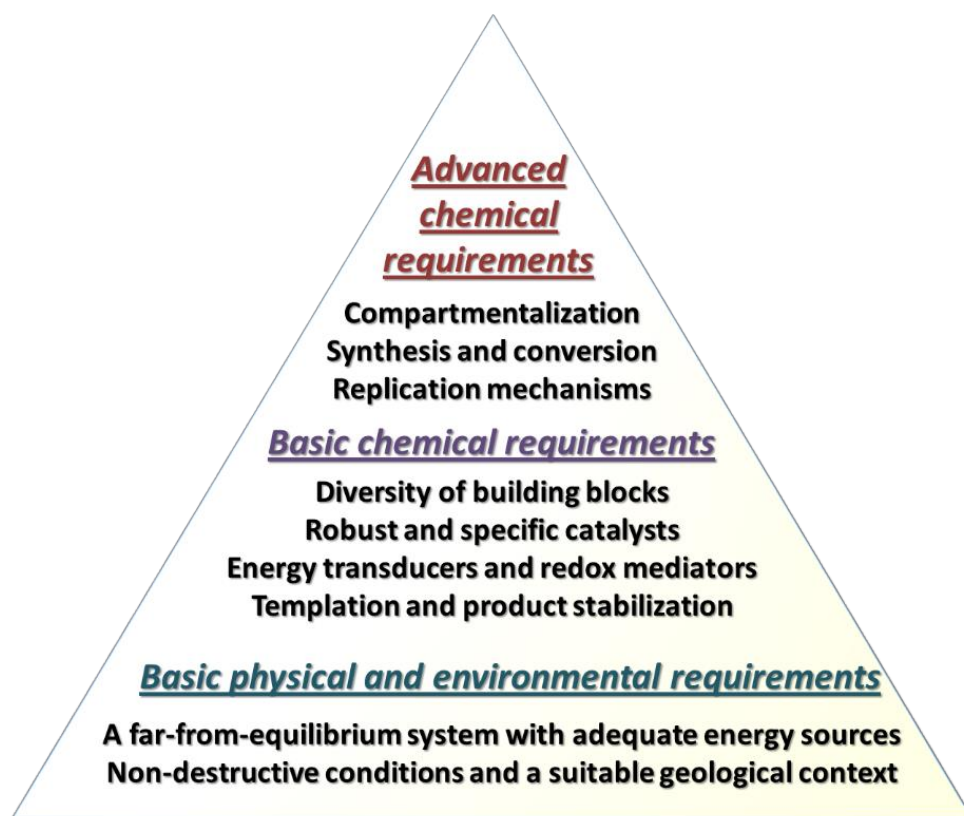 Advanced
chemical
requirements
Compartmentalization
Synthesis and conversion
Replication mechanisms
Basic chemical requirements
Diversity of building blocks
Robust and specific catalysts
Energy transducers and redox mediators
Templation and product stabilization
Basic physical and environmental requirements
A far-from-equilibrium system with adequate energy sources
Non-destructive conditions and a suitable geological context